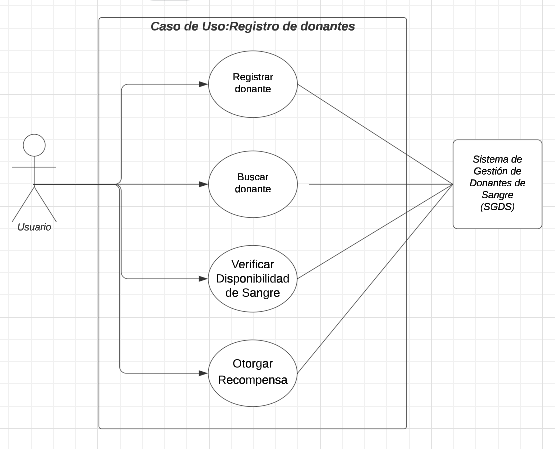 Caso de Uso:Registro de donantes
Registrar
donante
Buscar
donante
Verificar
Disponibilidad
de Sangre
Otorgar
Recompensa
Usuario
Sistema de
Gestión de
Donantes de
Sangre
(SGDS)